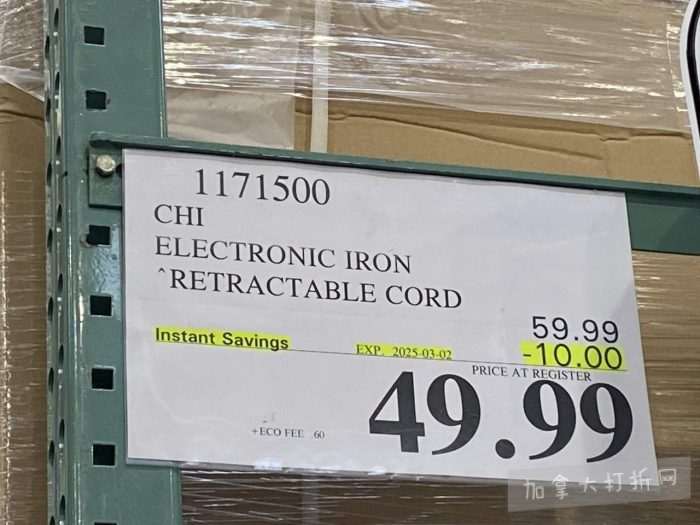 1171500
CHI
ELECTRONIC IRON
^RETRACTABLE CORD
59.99
Instant Savings EXP. 2025-03-02 -10.00
PRICE AT REGISTER
49.99
+ECO FEE .60
加拿大打折网